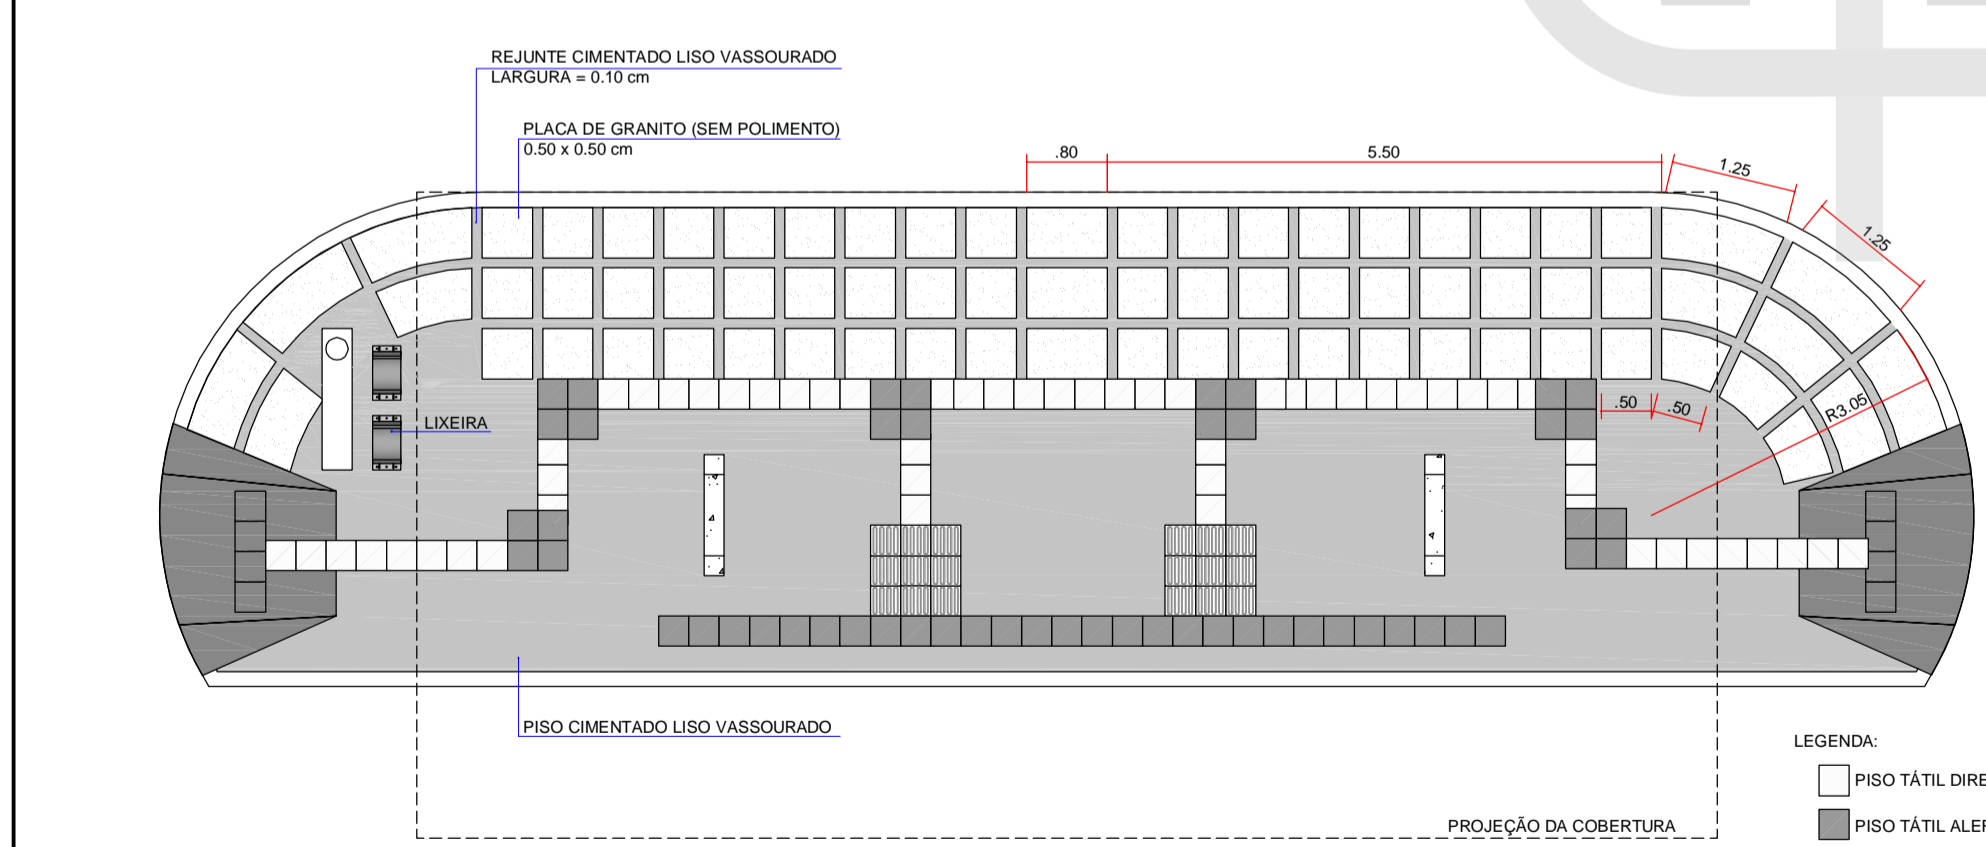 REJUNTE CIMENTADO LISO VASSOURADO
LARGURA = 0.10 cm
PLACA DE GRANITO (SEM POLIMENTO)
0.50 x 0.50 cm
.80
5.50
1.25
1.25
.50
.50
R3.05
LIXEIRA
PISO CIMENTADO LISO VASSOURADO
LEGENDA:
PISO TÁTIL DIRE
PISO TÁTIL ALER
PROJEÇÃO DA COBERTURA